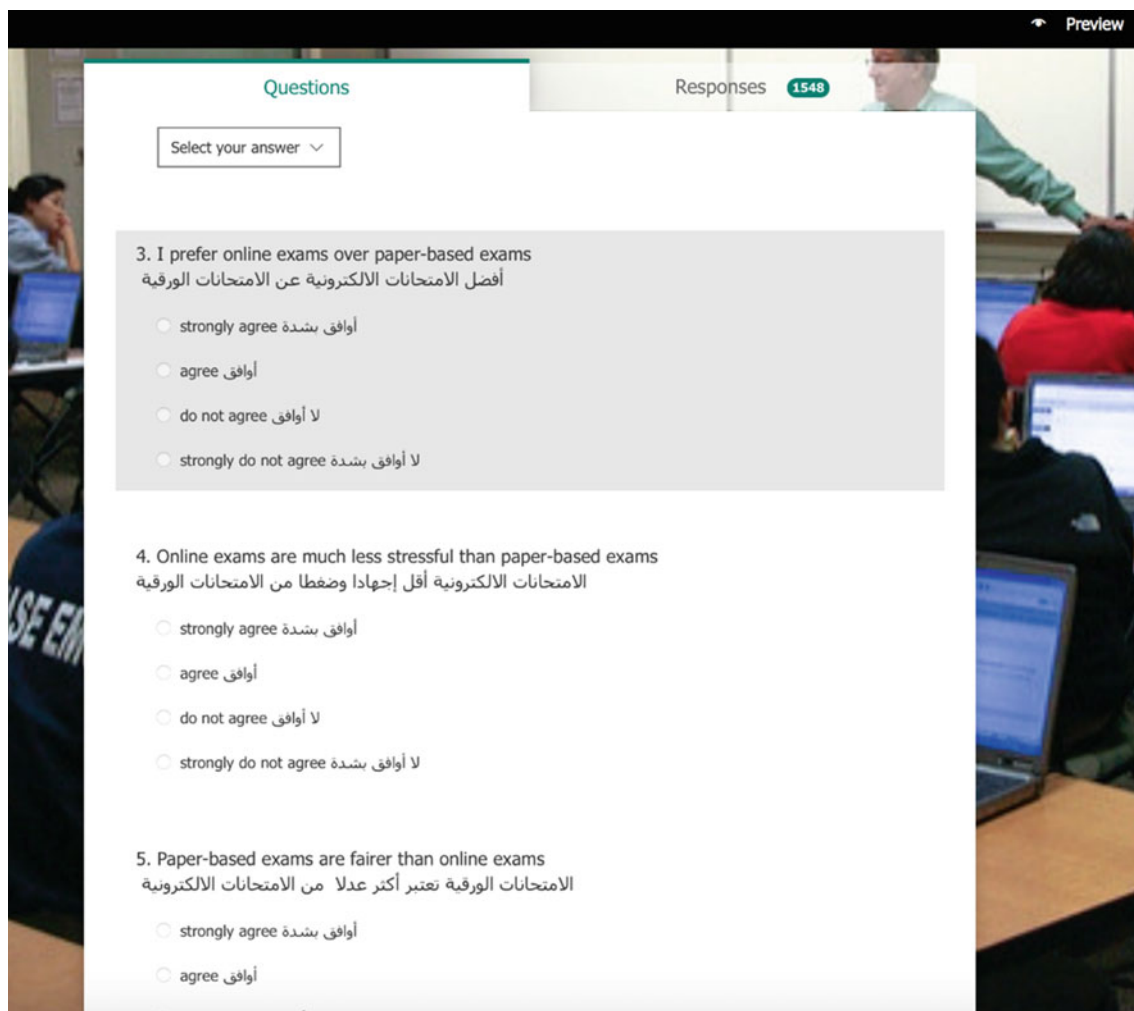 Preview
Questions
Responses 1548
Select your answer
3. I prefer online exams over paper-based exams
أفضل الامتحانات الالكترونية عن الامتحانات الورقية
strongly agree أوافق بشدة
agree أوافق
do not agree لا أوافق
strongly do not agree لا أوافق بشدة
4. Online exams are much less stressful than paper-based exams
الامتحانات الالكترونية أقل إجهادا وضغطا من الامتحانات الورقية
strongly agree أوافق بشدة
agree أوافق
do not agree لا أوافق
strongly do not agree لا أوافق بشدة
5. Paper-based exams are fairer than online exams
الامتحانات الورقية تعتبر أكثر عدلا من الامتحانات الالكترونية
strongly agree أوافق بشدة
agree أوافق